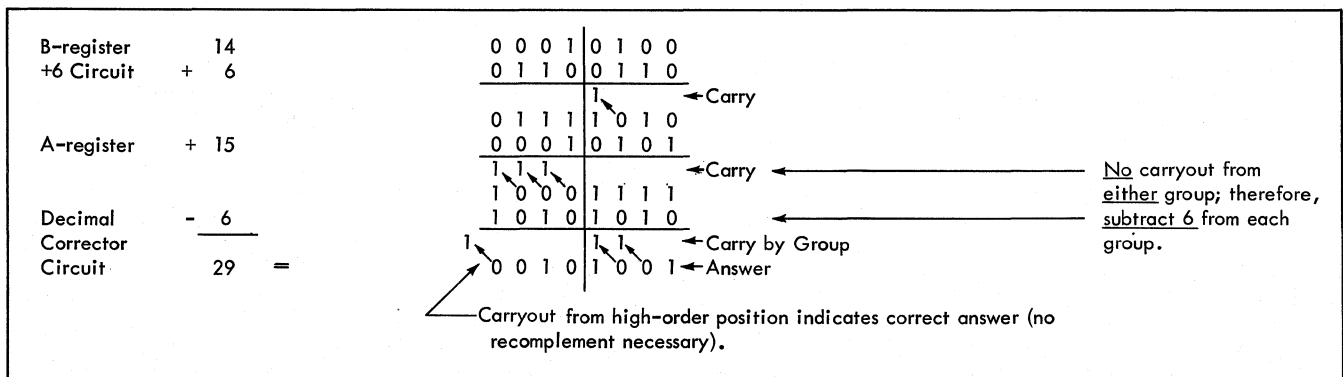 B-register 14 0 0 0 1 0 1 0 0
+6 Circuit + 6 0 1 1 0 0 1 1 0
1 Carry
0 1 1 1 1 0 1 0
A-register + 15 0 0 0 1 0 1 0 1
1 1 1 Carry No carryout from
1 0 0 0 1 1 1 1 either group; therefore,
Decimal - 6 1 0 1 0 1 0 1 0 subtract 6 from each
Corrector 1 1 1 Carry by Group group.
Circuit 29 = 0 0 1 0 1 0 0 1 Answer
Carryout from high-order position indicates correct answer (no
recomplement necessary).